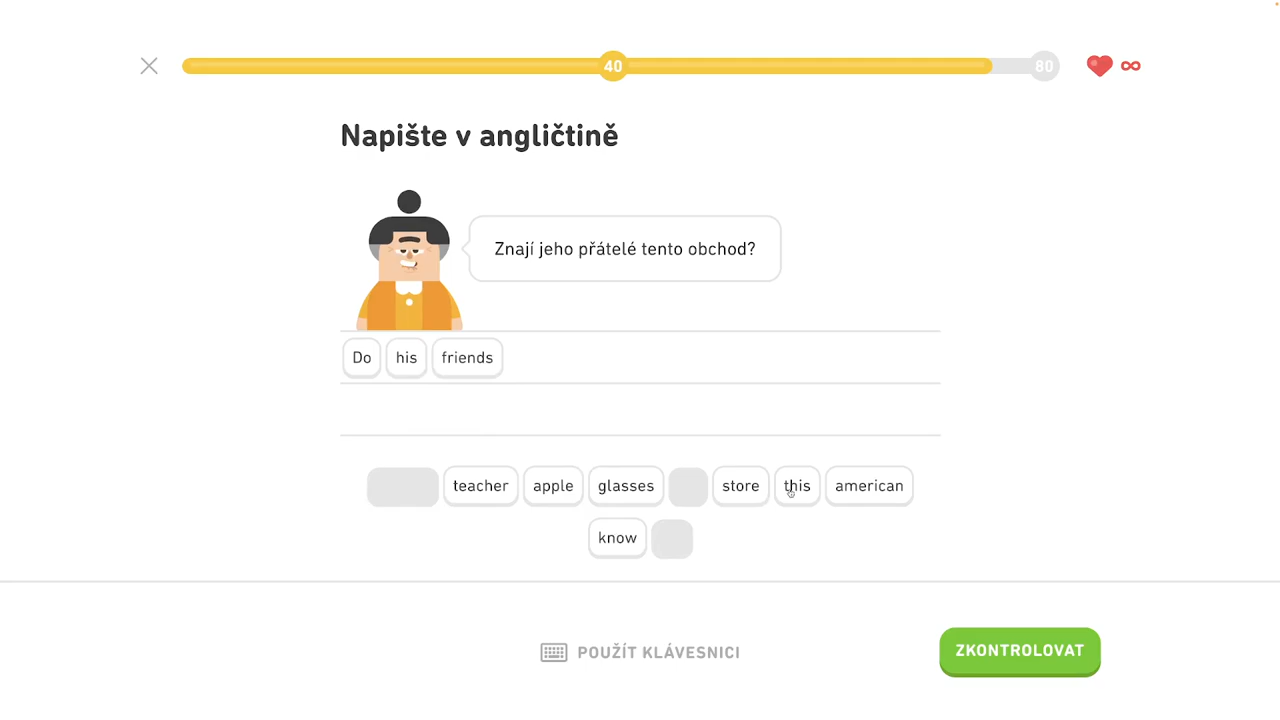 40 80 ∞
Napište v angličtině
Znají jeho přátelé tento obchod?
Do his friends
teacher apple glasses store this american
know
POUŽÍT KLÁVESNICI ZKONTROLOVAT